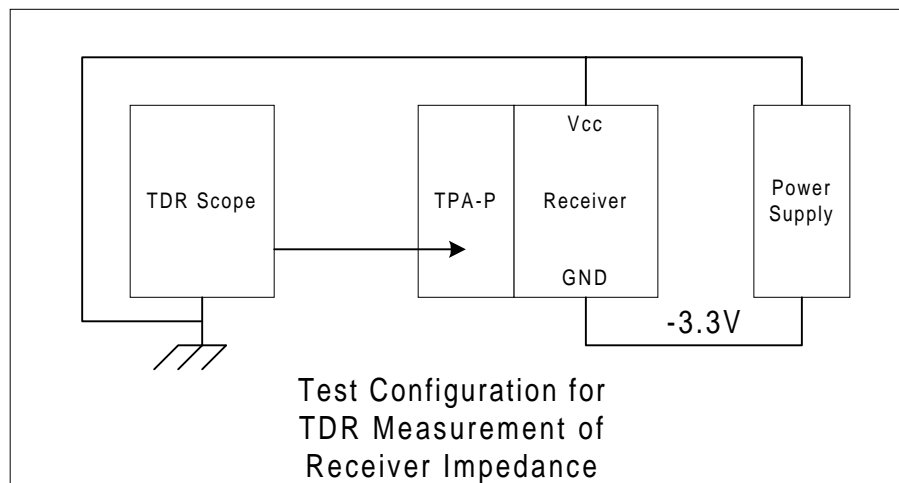 Vcc
TDR Scope
TPA-P
Receiver
Power
Supply
GND
-3.3V
Test Configuration for
TDR Measurement of
Receiver Impedance